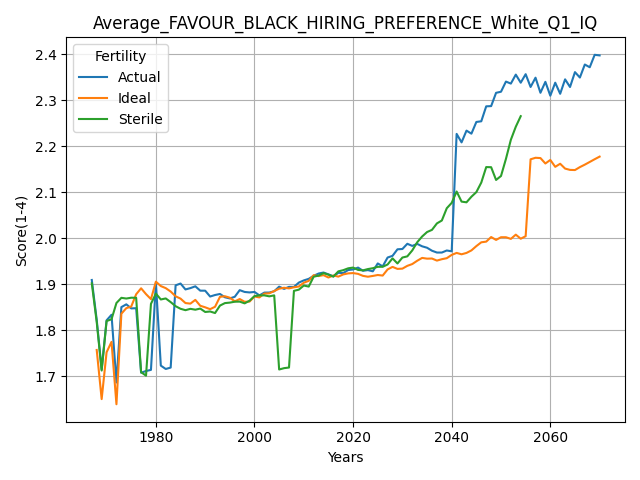 Average_FAVOUR_BLACK_HIRING_PREFERENCE_White_Q1_IQ
Fertility
Actual
Ideal
Sterile
Score(1-4)
2.4
2.3
2.2
2.1
2.0
1.9
1.8
1.7
1980 2000 2020 2040 2060
Years